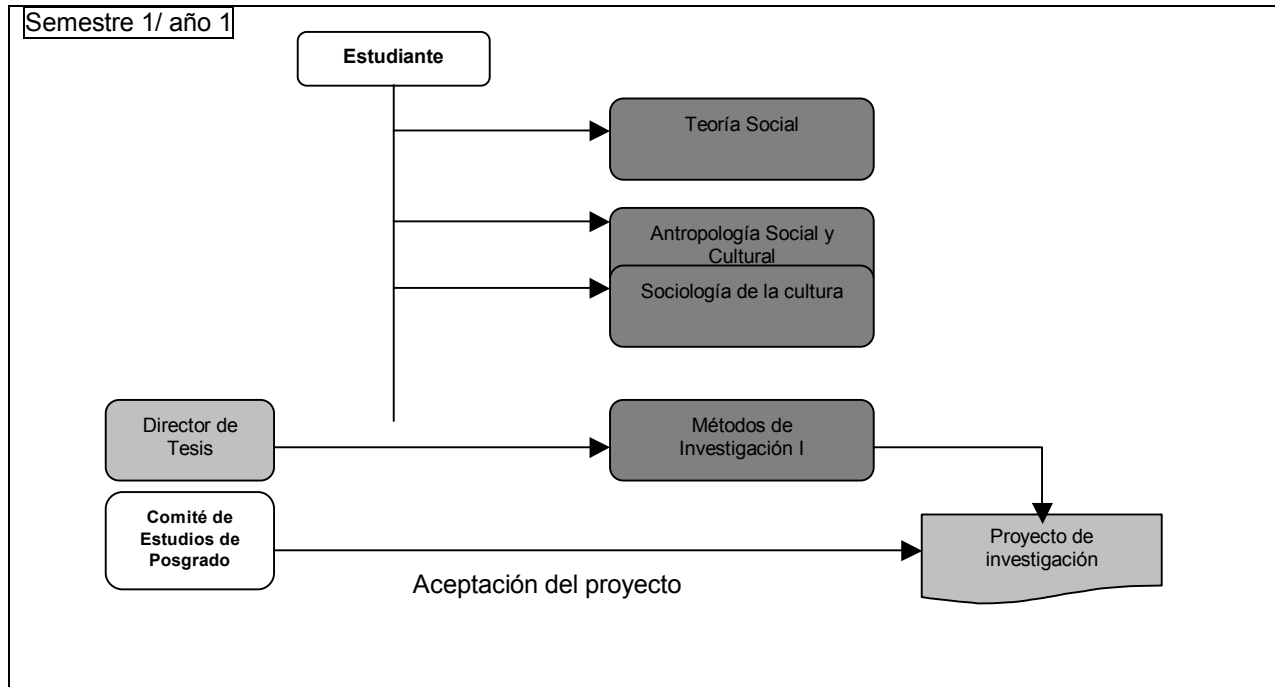 Semestre 1/ año 1
Estudiante
Teoría Social
Antropología Social y
Cultural
Sociología de la cultura
Director de
Tesis
Métodos de
Investigación I
Comité de
Estudios de
Posgrado
Proyecto de
investigación
Aceptación del proyecto